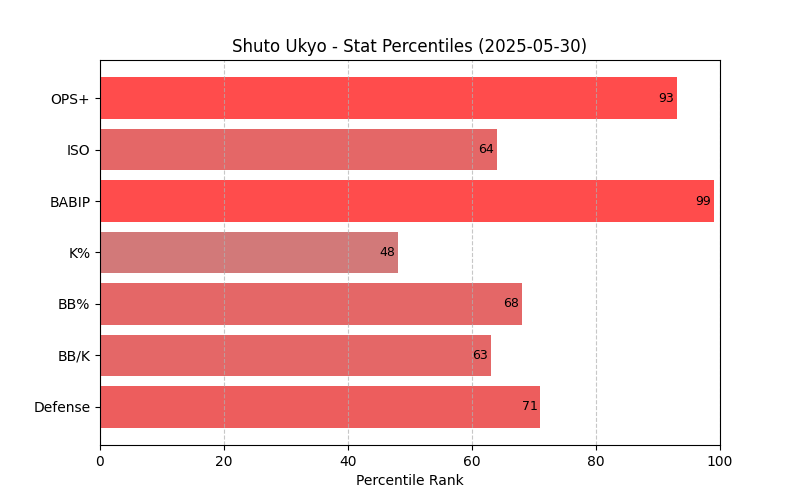 Shuto Ukyo - Stat Percentiles (2025-05-30)
OPS+ 93
ISO 64
BABIP 99
K% 48
BB% 68
BB/K 63
Defense 71
0 20 40 60 80 100
Percentile Rank